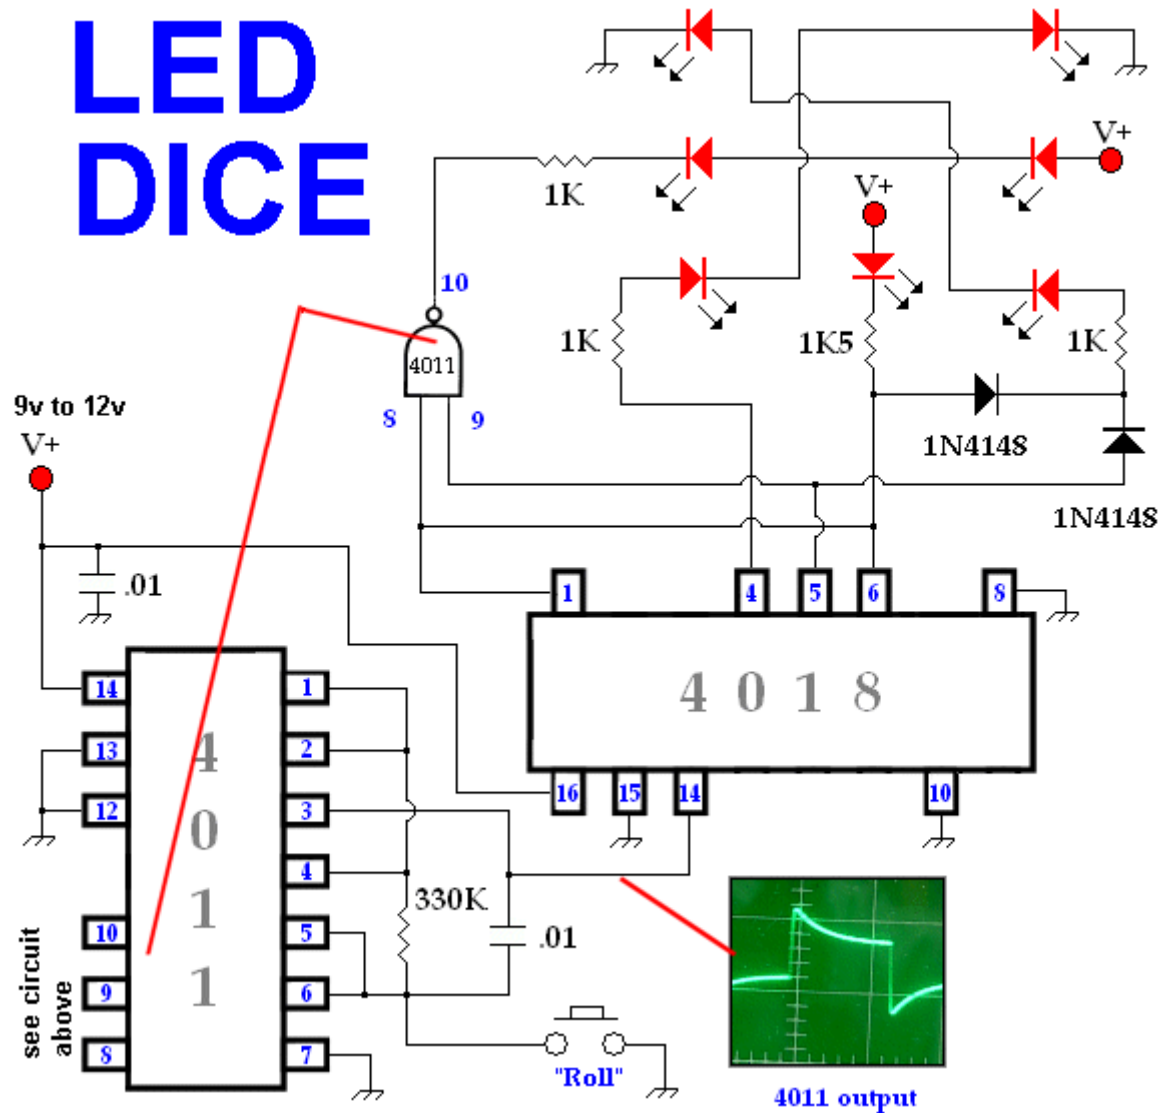 LED
DICE
V+
1K
V+
10
1K
1K5
1K
4011
9v to 12v
8
9
V+
1N4148
1N4148
.01
1
4
5
6
8
4 0 1 8
14
1
13
2
12
3
16
15
14
10
4
0
1
1
4
330K
10
5
.01
9
6
8
7
see circuit
above
"Roll"
4011 output